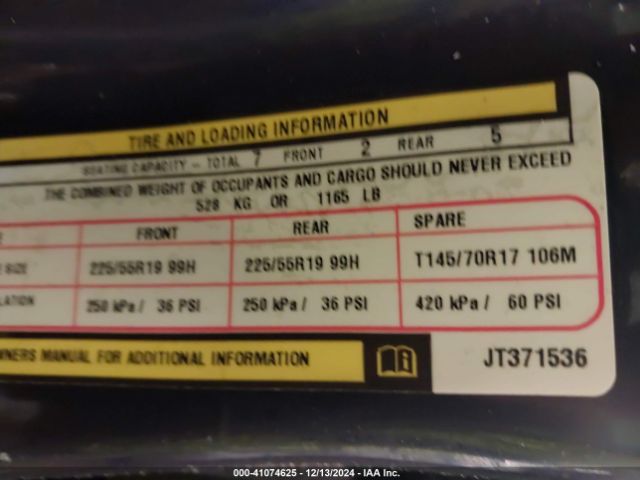 TIRE AND LOADING INFORMATION
SEATING CAPACITY - TOTAL 7 FRONT 2 REAR 5
THE COMBINED WEIGHT OF OCCUPANTS AND CARGO SHOULD NEVER EXCEED
528 KG OR 1165 LB
FRONT REAR SPARE
SIZE 225/55R19 99H 225/55R19 99H T145/70R17 106M
250 kPa / 36 PSI 250 kPa / 36 PSI 420 kPa / 60 PSI
MANUAL FOR ADDITIONAL INFORMATION
JT371536
000-41074625 - 12/13/2024 - IAA Inc.